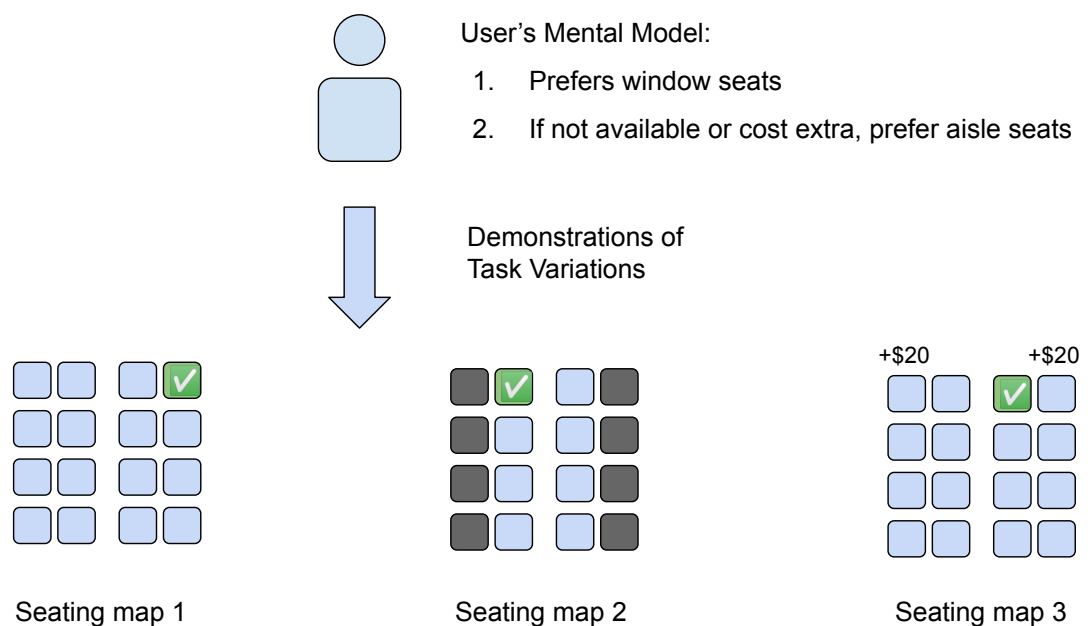 User’s Mental Model:
1. Prefers window seats
2. If not available or cost extra, prefer aisle seats
Demonstrations of
Task Variations
+$20 +$20
Seating map 1 Seating map 2 Seating map 3